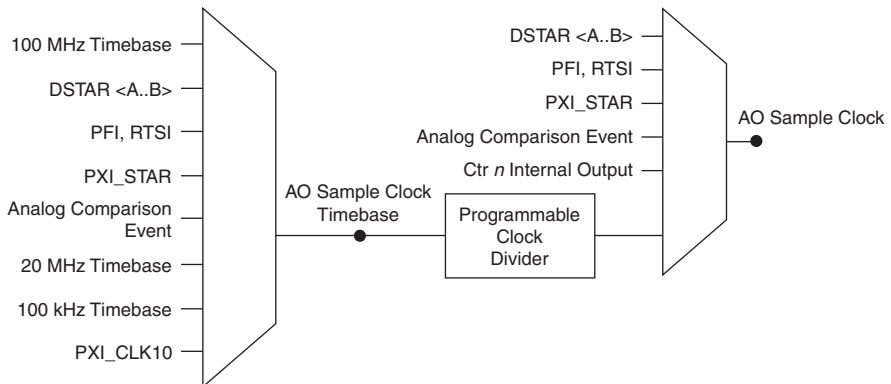 100 MHz Timebase
DSTAR <A..B>
PFI, RTSI
PXI_STAR
Analog Comparison
Event
20 MHz Timebase
100 kHz Timebase
PXI_CLK10
AO Sample Clock
Timebase
Programmable
Clock
Divider
DSTAR <A..B>
PFI, RTSI
PXI_STAR
Analog Comparison Event
Ctr n Internal Output
AO Sample Clock